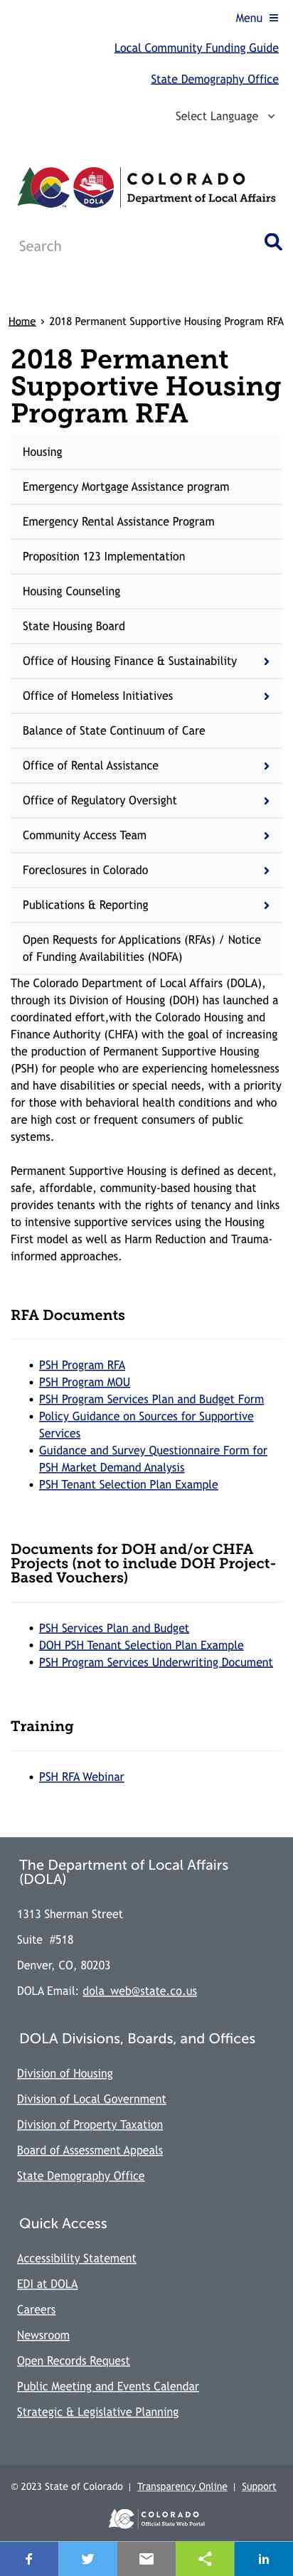 Menu
Local Community Funding Guide
State Demography Office
Select Language
DOLA
COLORADO
Department of Local Affairs
Search
Home › 2018 Permanent Supportive Housing Program RFA
2018 Permanent
Supportive Housing
Program RFA
Housing
Emergency Mortgage Assistance program
Emergency Rental Assistance Program
Proposition 123 Implementation
Housing Counseling
State Housing Board
Office of Housing Finance & Sustainability
Office of Homeless Initiatives
Balance of State Continuum of Care
Office of Rental Assistance
Office of Regulatory Oversight
Community Access Team
Foreclosures in Colorado
Publications & Reporting
Open Requests for Applications (RFAs) / Notice
of Funding Availabilities (NOFA)
The Colorado Department of Local Affairs (DOLA),
through its Division of Housing (DOH) has launched a
coordinated effort,with the Colorado Housing and
Finance Authority (CHFA) with the goal of increasing
the production of Permanent Supportive Housing
(PSH) for people who are experiencing homelessness
and have disabilities or special needs, with a priority
for those with behavioral health conditions and who
are high cost or frequent consumers of public
systems.
Permanent Supportive Housing is defined as decent,
safe, affordable, community-based housing that
provides tenants with the rights of tenancy and links
to intensive supportive services using the Housing
First model as well as Harm Reduction and Trauma-
informed approaches.
RFA Documents
• PSH Program RFA
• PSH Program MOU
• PSH Program Services Plan and Budget Form
• Policy Guidance on Sources for Supportive
Services
• Guidance and Survey Questionnaire Form for
PSH Market Demand Analysis
• PSH Tenant Selection Plan Example
Documents for DOH and/or CHFA
Projects (not to include DOH Project-
Based Vouchers)
• PSH Services Plan and Budget
• DOH PSH Tenant Selection Plan Example
• PSH Program Services Underwriting Document
Training
• PSH RFA Webinar
The Department of Local Affairs
(DOLA)
1313 Sherman Street
Suite #518
Denver, CO, 80203
DOLA Email: dola_web@state.co.us
DOLA Divisions, Boards, and Offices
Division of Housing
Division of Local Government
Division of Property Taxation
Board of Assessment Appeals
State Demography Office
Quick Access
Accessibility Statement
EDI at DOLA
Careers
Newsroom
Open Records Request
Public Meeting and Events Calendar
Strategic & Legislative Planning
© 2023 State of Colorado | Transparency Online | Support
COLORADO
Official State Web Portal